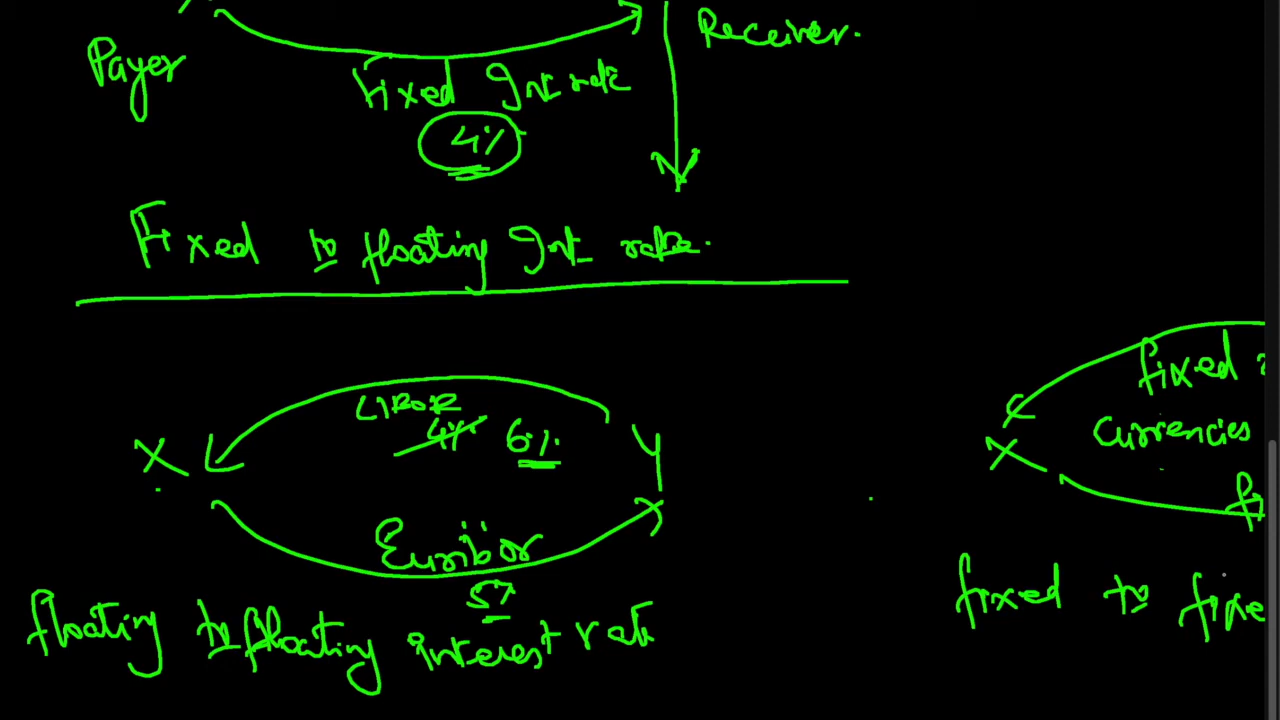 Receiver.
Payer
Fixed Int rate
4%
Fixed to floating Int rate.
LIBOR
4% 6%
X Y
Euribor
5%
floating to floating interest rate
fixed
currencies
X
fixed to fixe